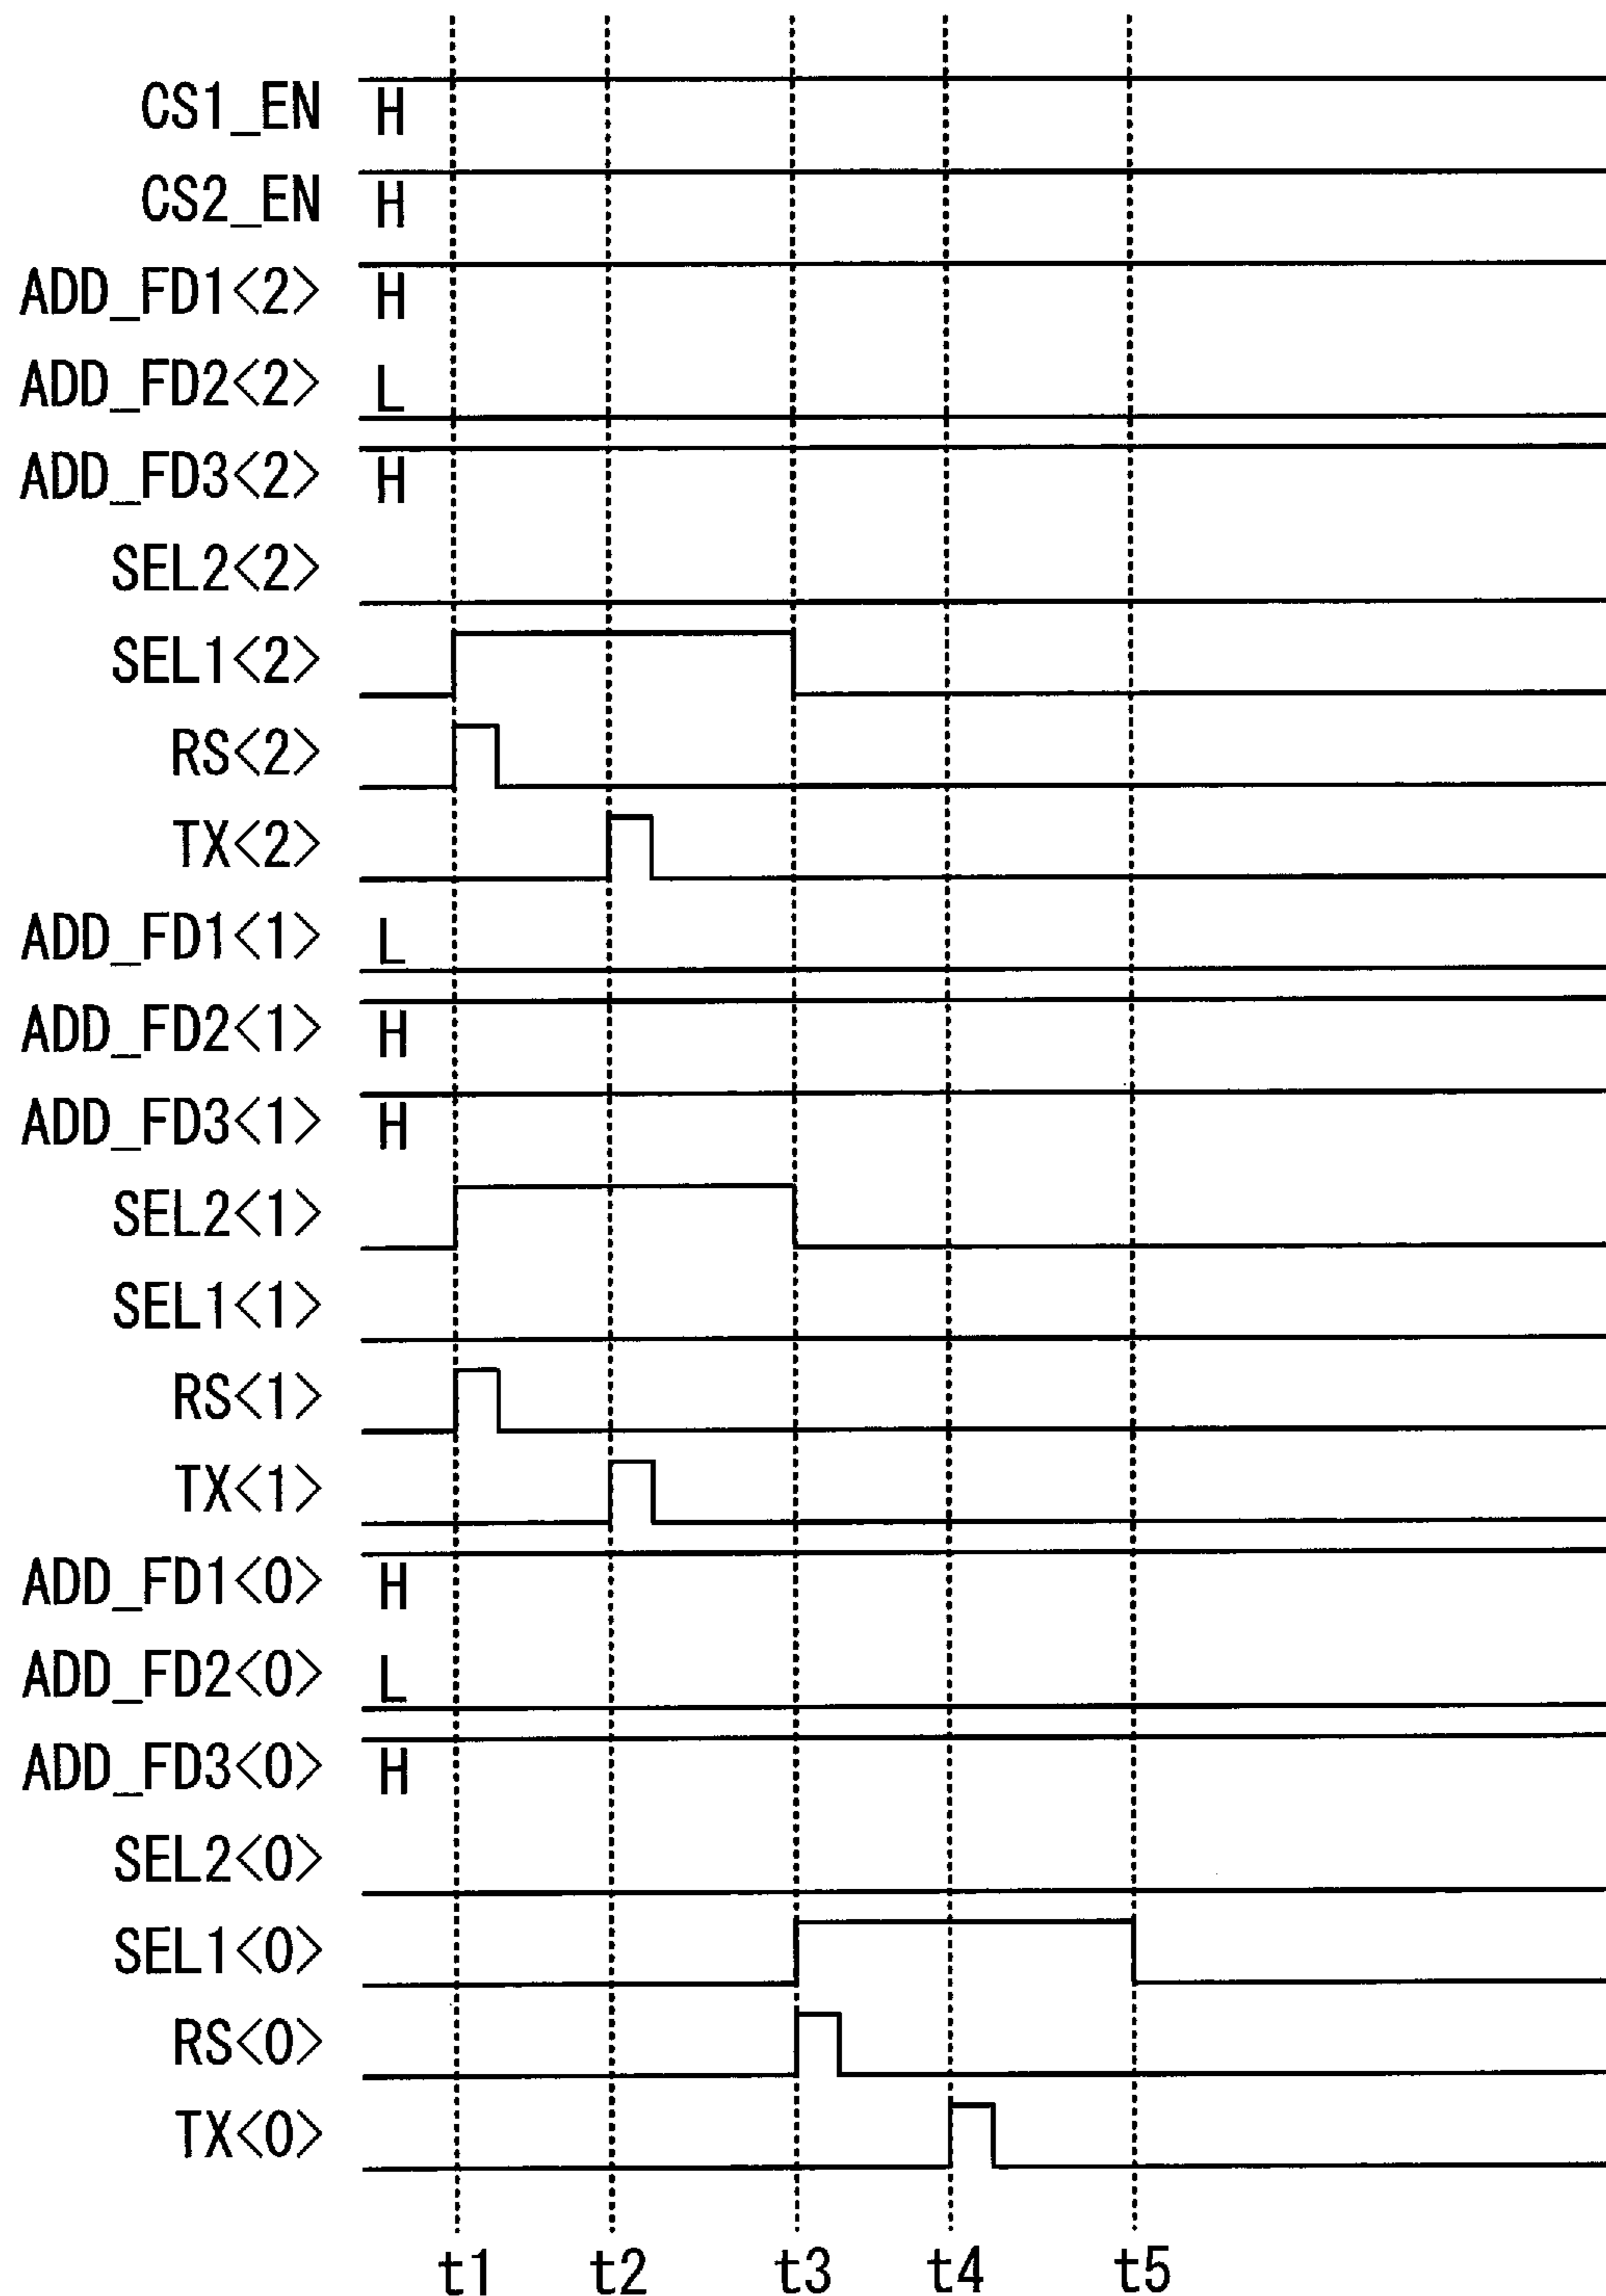 CS1_EN H
CS2_EN H
ADD_FD1<2> H
ADD_FD2<2> L
ADD_FD3<2> H
SEL2<2>
SEL1<2>
RS<2>
TX<2>
ADD_FD1<1> L
ADD_FD2<1> H
ADD_FD3<1> H
SEL2<1>
SEL1<1>
RS<1>
TX<1>
ADD_FD1<0> H
ADD_FD2<0> L
ADD_FD3<0> H
SEL2<0>
SEL1<0>
RS<0>
TX<0>
t1 t2 t3 t4 t5